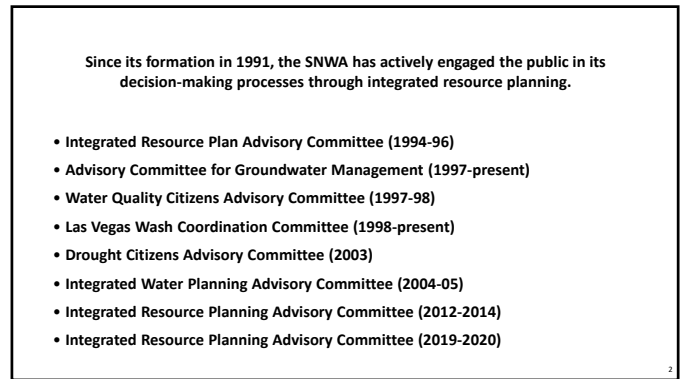 Since its formation in 1991, the SNWA has actively engaged the public in its
decision-making processes through integrated resource planning.
• Integrated Resource Plan Advisory Committee (1994-96)
• Advisory Committee for Groundwater Management (1997-present)
• Water Quality Citizens Advisory Committee (1997-98)
• Las Vegas Wash Coordination Committee (1998-present)
• Drought Citizens Advisory Committee (2003)
• Integrated Water Planning Advisory Committee (2004-05)
• Integrated Resource Planning Advisory Committee (2012-2014)
• Integrated Resource Planning Advisory Committee (2019-2020)
2